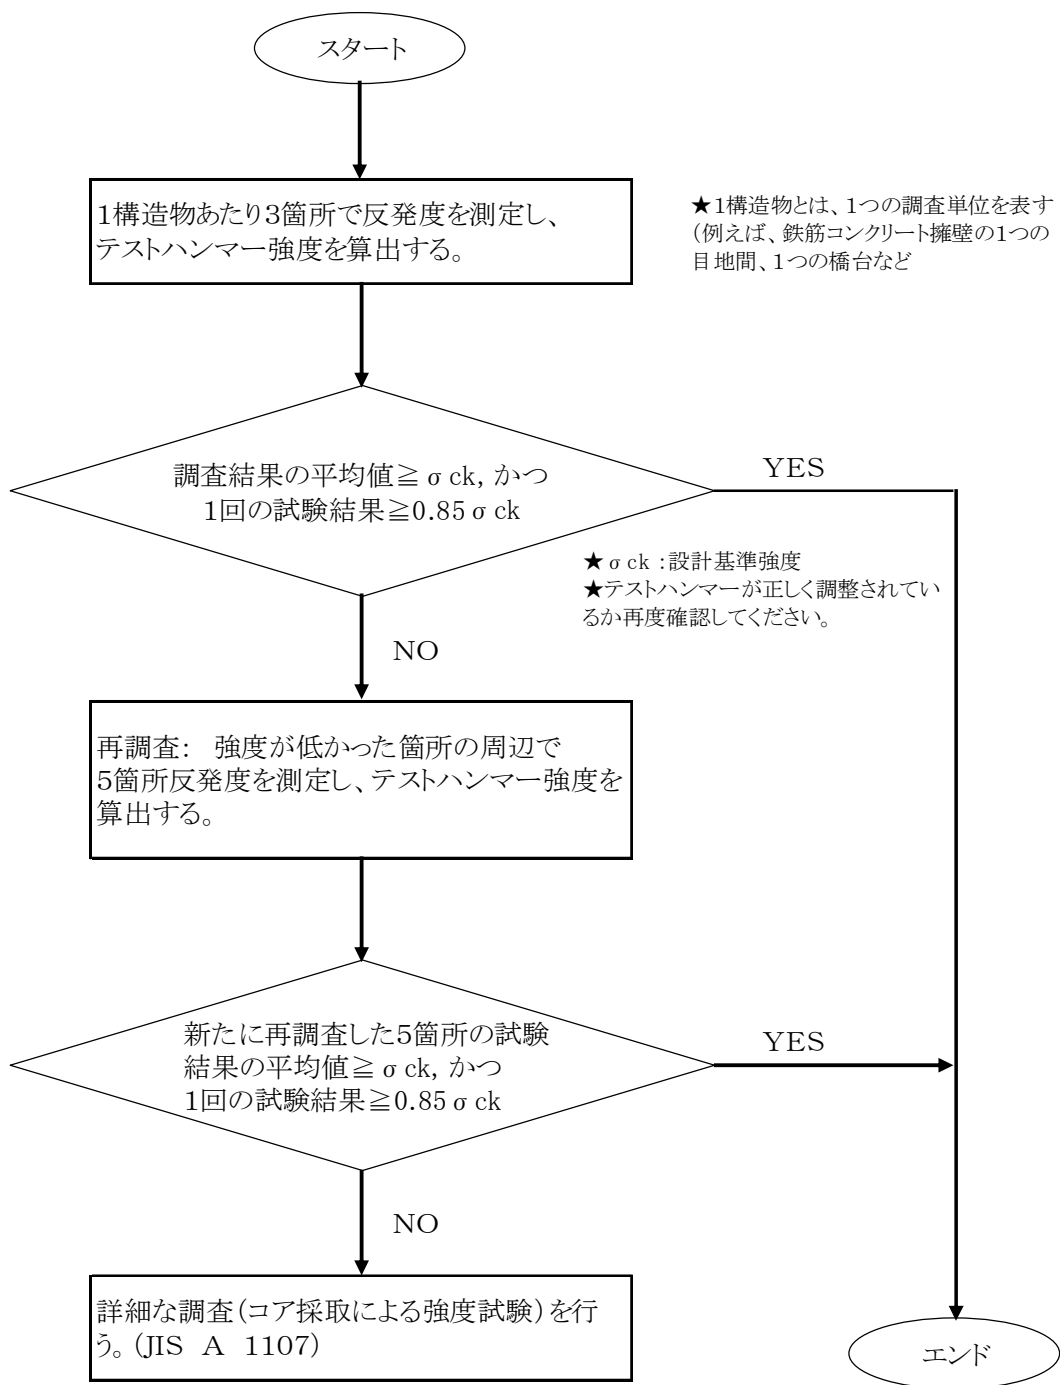 スタート
1構造物あたり3箇所で反発度を測定し、
テストハンマー強度を算出する。
★1構造物とは、1つの調査単位を表す
(例えば、鉄筋コンクリート擁壁の1つの
目地間、1つの橋台など
調査結果の平均値≧σck, かつ
1回の試験結果≧0.85σck
YES
★σck :設計基準強度
★テストハンマーが正しく調整されてい
るか再度確認してください。
NO
再調査: 強度が低かった箇所の周辺で
5箇所反発度を測定し、テストハンマー強度を
算出する。
新たに再調査した5箇所の試験
結果の平均値≧σck, かつ
1回の試験結果≧0.85σck
YES
NO
詳細な調査(コア採取による強度試験)を行
う。(JIS A 1107)
エンド